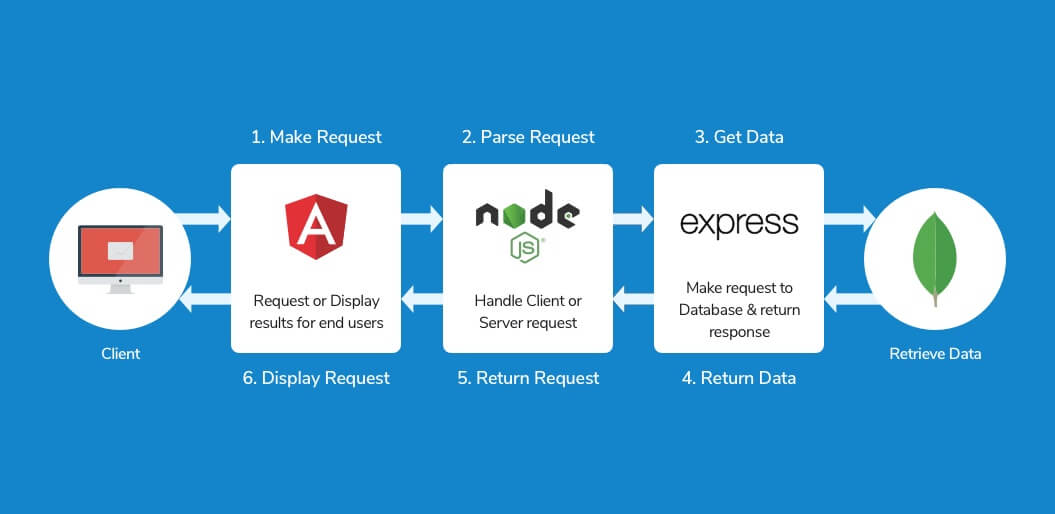 1. Make Request
2. Parse Request
3. Get Data
A
node
JS
express
Request or Display
results for end users
Handle Client or
Server request
Make request to
Database & return
response
Client
Retrieve Data
6. Display Request
5. Return Request
4. Return Data